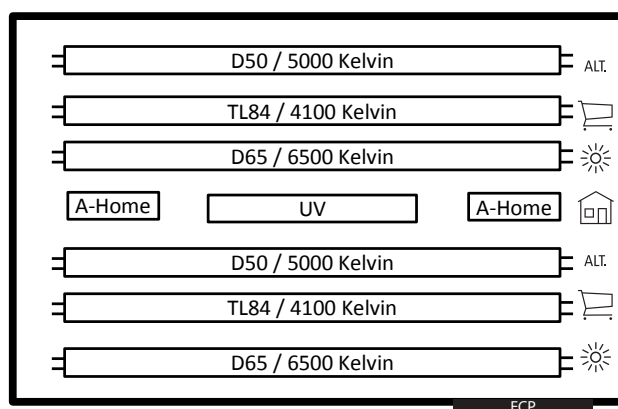 D50 / 5000 Kelvin ALT.
TL84 / 4100 Kelvin
D65 / 6500 Kelvin
A-Home UV A-Home
D50 / 5000 Kelvin ALT.
TL84 / 4100 Kelvin
D65 / 6500 Kelvin